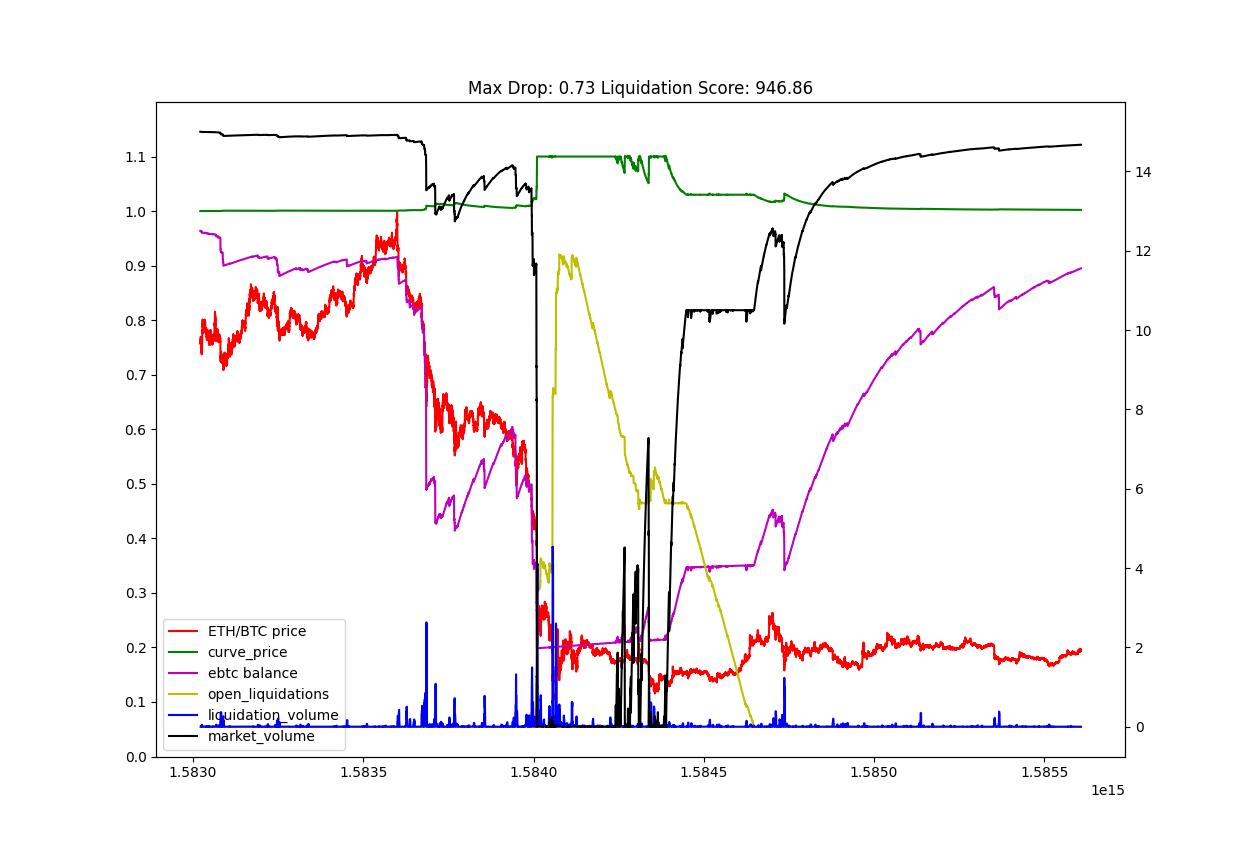 Max Drop: 0.73 Liquidation Score: 946.86
1.1
1.0
0.9
0.8
0.7
0.6
0.5
0.4
0.3
0.2
0.1
0.0
14
12
10
8
6
4
2
0
ETH/BTC price
curve_price
ebtc balance
open_liquidations
liquidation_volume
market_volume
1.5830 1.5835 1.5840 1.5845 1.5850 1.5855
1e15